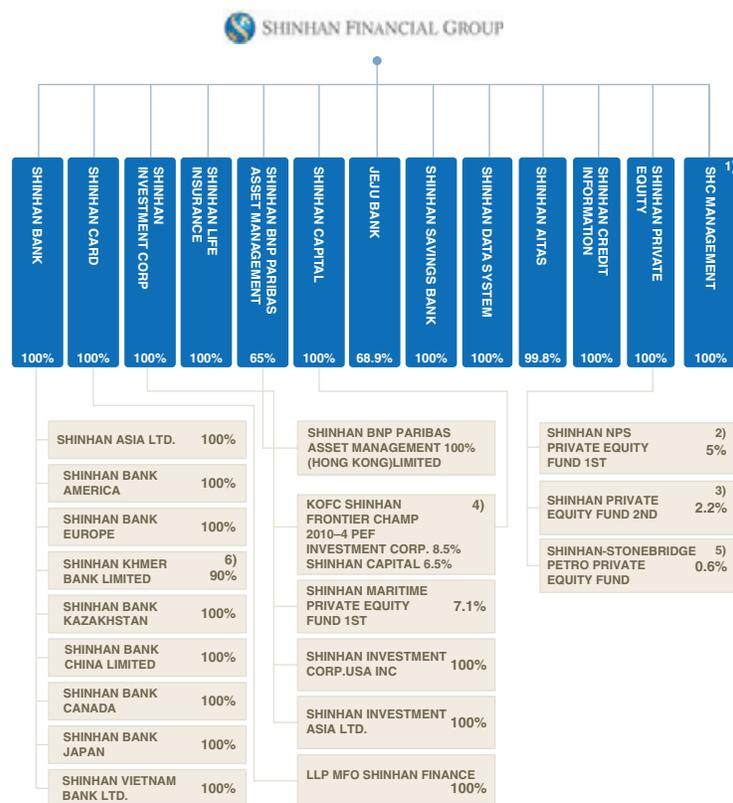 SHINHAN FINANCIAL GROUP
SHINHAN BANK
100%
SHINHAN CARD
100%
SHINHAN
INVESTMENT CORP
100%
SHINHAN LIFE
INSURANCE
100%
SHINHAN BNP PARIBAS
ASSET MANAGEMENT
65%
SHINHAN CAPITAL
100%
JEJU BANK
68.9%
SHINHAN SAVINGS BANK
100%
SHINHAN DATA SYSTEM
100%
SHINHAN AITAS
99.8%
SHINHAN CREDIT
INFORMATION
100%
SHINHAN PRIVATE
EQUITY
100%
SHC MANAGEMENT
1)
100%
SHINHAN ASIA LTD. 100%
SHINHAN BANK
AMERICA 100%
SHINHAN BANK
EUROPE 100%
SHINHAN KHMER 6)
BANK LIMITED 90%
SHINHAN BANK
KAZAKHSTAN 100%
SHINHAN BANK
CHINA LIMITED 100%
SHINHAN BANK
CANADA 100%
SHINHAN BANK
JAPAN 100%
SHINHAN VIETNAM
BANK LTD. 100%
SHINHAN BNP PARIBAS
ASSET MANAGEMENT 100%
(HONG KONG)LIMITED
KOFC SHINHAN 4)
FRONTIER CHAMP
2010–4 PEF
INVESTMENT CORP. 8.5%
SHINHAN CAPITAL 6.5%
SHINHAN MARITIME
PRIVATE EQUITY 7.1%
FUND 1ST
SHINHAN INVESTMENT
CORP.USA INC 100%
SHINHAN INVESTMENT
ASIA LTD. 100%
LLP MFO SHINHAN FINANCE
100%
SHINHAN NPS 2)
PRIVATE EQUITY 5%
FUND 1ST
3)
SHINHAN PRIVATE
EQUITY FUND 2ND 2.2%
SHINHAN-STONEBRIDGE 5)
PETRO PRIVATE 0.6%
EQUITY FUND